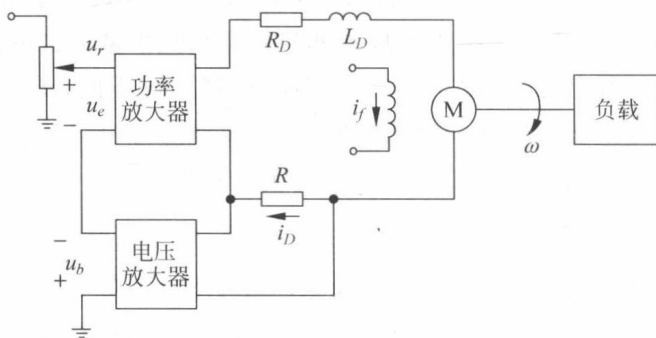 R_D
L_D
u_r
+
u_e
−
功率
放大器
i_f
M
ω
负载
R
i_D
−
u_b
+
电压
放大器